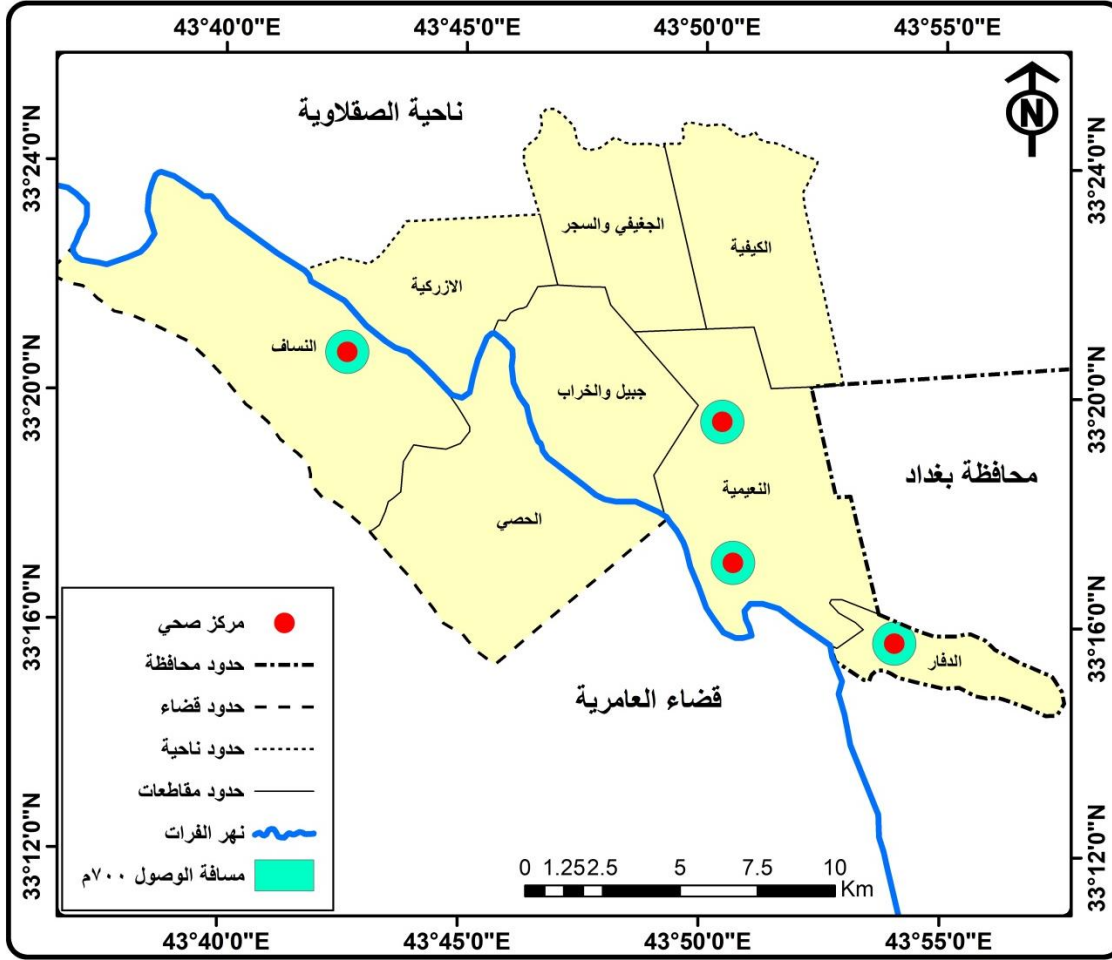 43°40'0"E
43°45'0"E
43°50'0"E
43°55'0"E
33°24'0"N
33°24'0"N
33°20'0"N
33°20'0"N
33°16'0"N
33°16'0"N
33°12'0"N
33°12'0"N
N
ناحية الصقلاوية
الجغيفي والسجر
الكيفية
الازركية
النساف
جبيل والخراب
محافظة بغداد
النعيمية
الحصي
الدفار
قضاء العامرية
مركز صحي
حدود محافظة
حدود قضاء
حدود ناحية
حدود مقاطعات
نهر الفرات
مسافة الوصول ٧٠٠م
0 1.25 2.5 5 7.5 10
Km
43°40'0"E
43°45'0"E
43°50'0"E
43°55'0"E